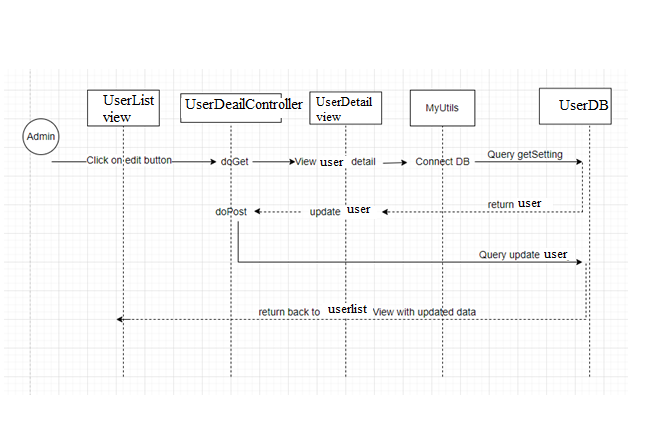 UserList
view
UserDeailController
UserDetail
view
MyUtils
UserDB
Admin
Click on edit button
doGet
View user detail
Connect DB
Query getSetting
return user
update user
doPost
Query update user
return back to userlist View with updated data